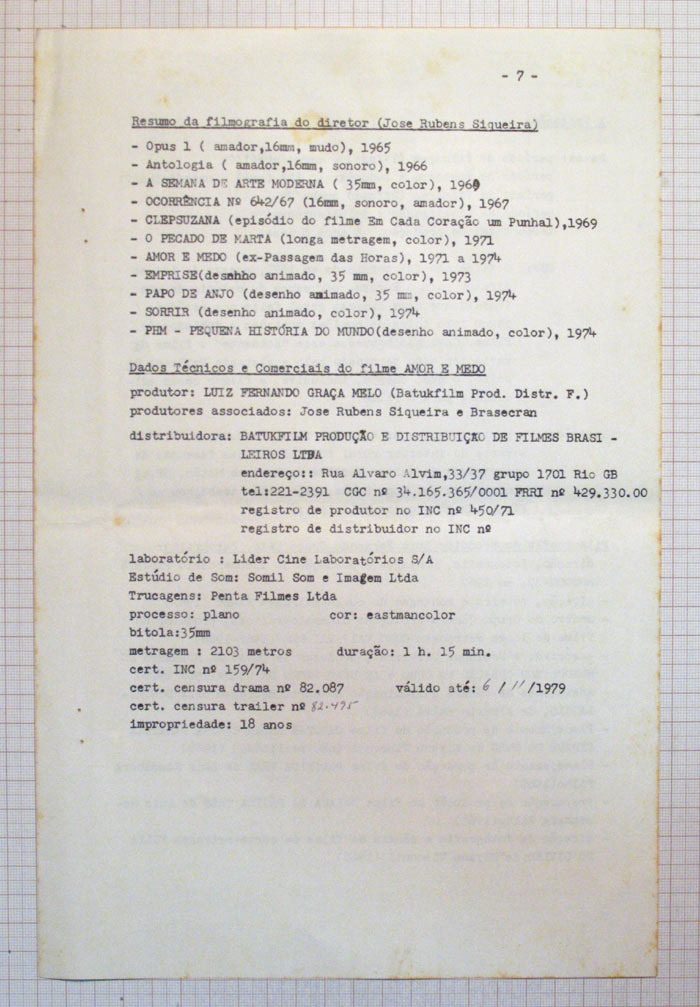 - 7 -
Resumo da filmografia do diretor (Jose Rubens Siqueira)
- Opus 1 ( amador,16mm, mudo), 1965
- Antologia ( amador,16mm, sonoro), 1966
- A SEMANA DE ARTE MODERNA ( 35mm, color), 1969
- OCORRÊNCIA Nº 642/67 (16mm, sonoro, amador), 1967
- CLEPSUZANA (episódio do filme Em Cada Coração um Punhal),1969
- O PECADO DE MARTA (longa metragem, color), 1971
- AMOR E MEDO (ex-Passagem das Horas), 1971 a 1974
- EMPRISE(desenho animado, 35 mm, color), 1973
- PAPO DE ANJO (desenho animado, 35 mm, color), 1974
- SORRIR (desenho animado, color), 1974
- PHM - PEQUENA HISTÓRIA DO MUNDO(desenho animado, color), 1974
Dados Técnicos e Comerciais do filme AMOR E MEDO
produtor: LUIZ FERNANDO GRAÇA MELO (Batukfilm Prod. Distr. F.)
produtores associados: Jose Rubens Siqueira e Brasecran
distribuidora: BATUKFILM PRODUÇÃO E DISTRIBUIÇÃO DE FILMES BRASI -
LEIROS LTDA
endereço:: Rua Alvaro Alvim,33/37 grupo 1701 Rio GB
tel:221-2391 CGC nº 34.165.365/0001 FRRI nº 429.330.00
registro de produtor no INC nº 450/71
registro de distribuidor no INC nº
laboratório : Lider Cine Laboratórios S/A
Estúdio de Som: Somil Som e Imagem Ltda
Trucagens: Penta Filmes Ltda
processo: plano cor: eastmancolor
bitola:35mm
metragem : 2103 metros duração: 1 h. 15 min.
cert. INC nº 159/74
cert. censura drama nº 82.087 válido até: 6 / 11 /1979
cert. censura trailer nº 82.475
impropriedade: 18 anos